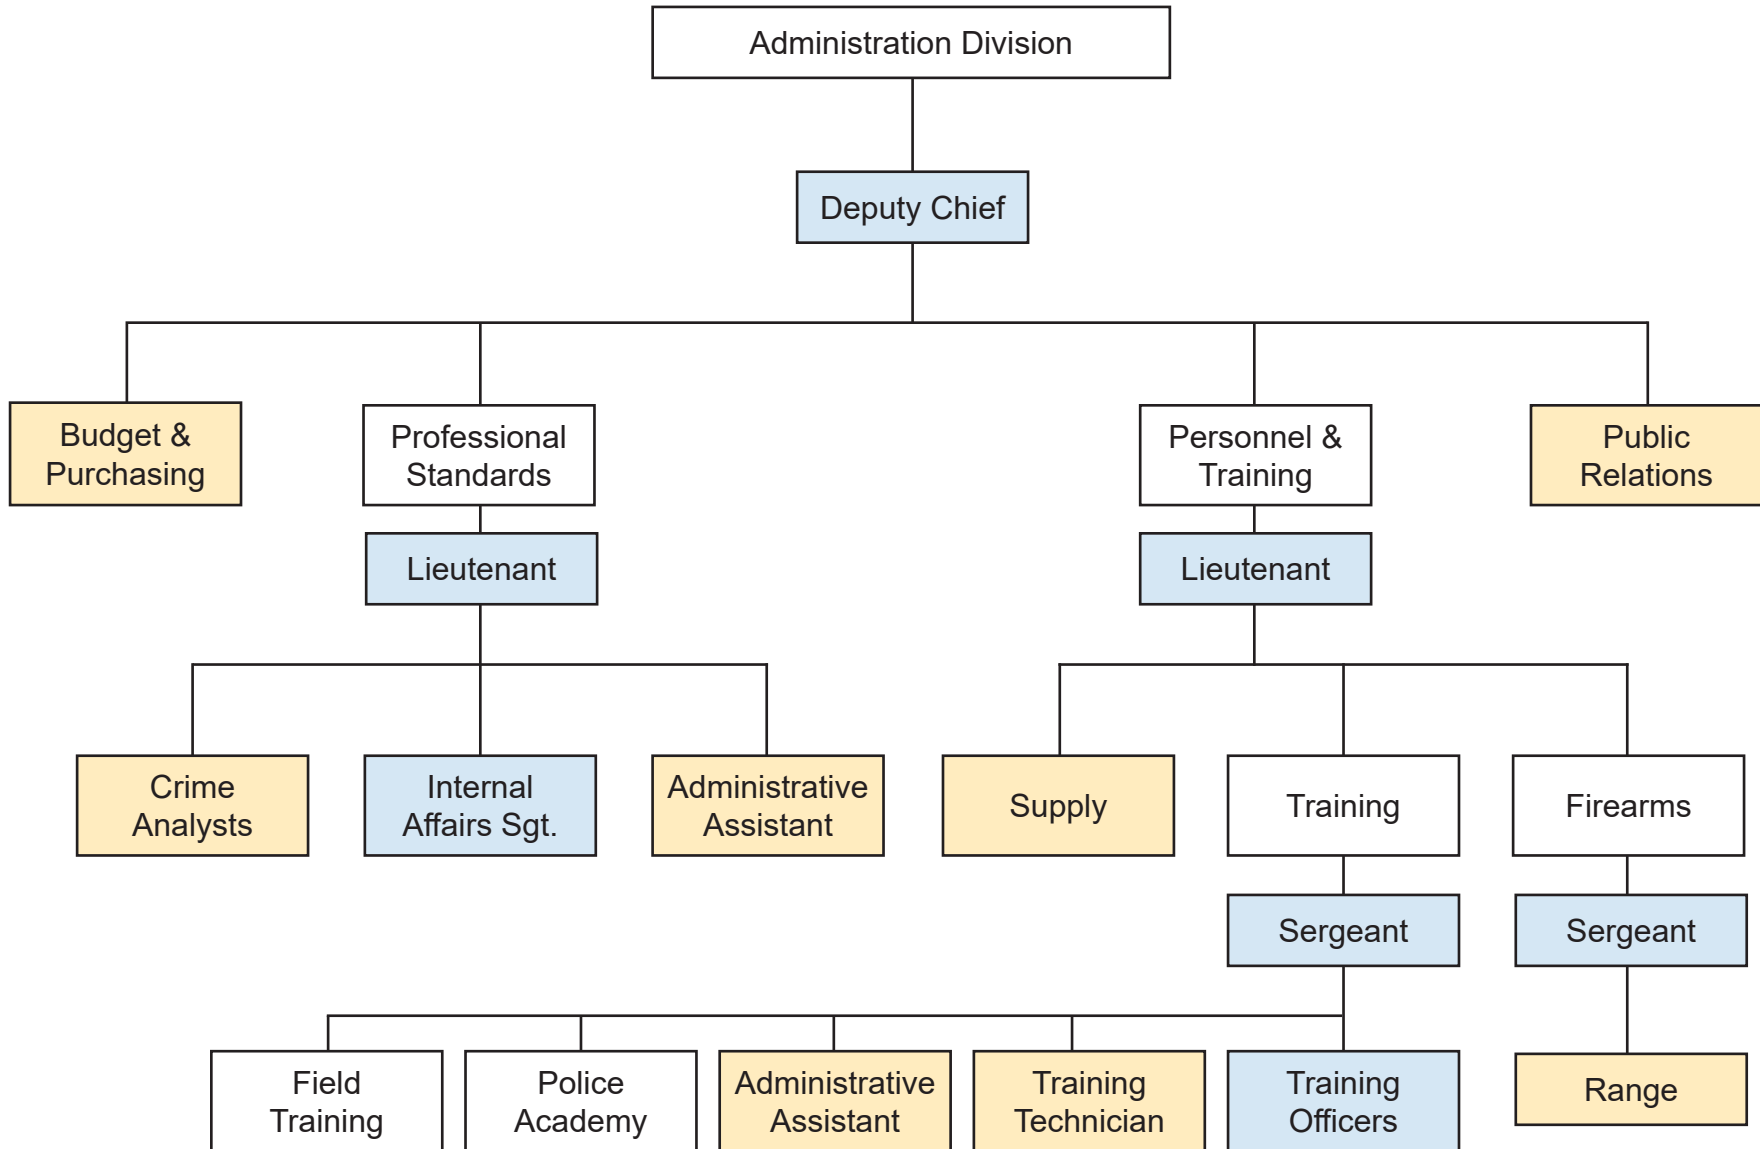 Administration Division
Deputy Chief
Budget &
Purchasing
Professional
Standards
Personnel &
Training
Public
Relations
Lieutenant
Lieutenant
Crime
Analysts
Internal
Affairs Sgt.
Administrative
Assistant
Supply
Training
Firearms
Sergeant
Sergeant
Field
Training
Police
Academy
Administrative
Assistant
Training
Technician
Training
Officers
Range